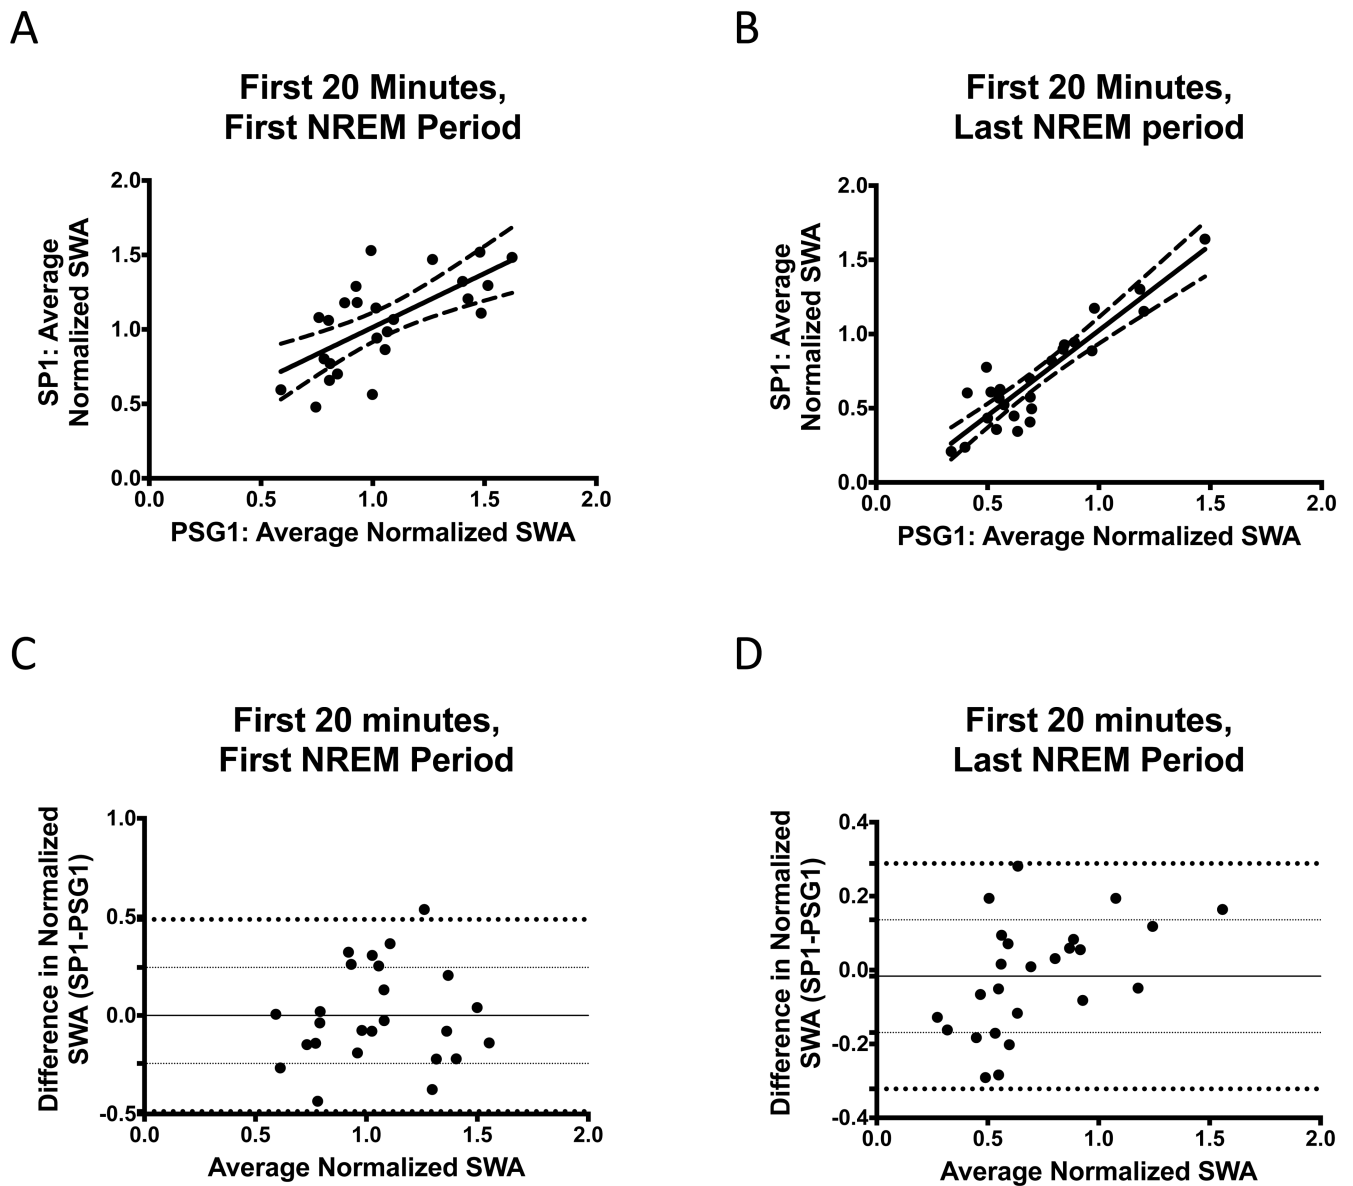 A
First 20 Minutes,
First NREM Period
SP1: Average
Normalized SWA
2.0
1.5
1.0
0.5
0.0
0.0 0.5 1.0 1.5 2.0
PSG1: Average Normalized SWA
B
First 20 Minutes,
Last NREM period
SP1: Average
Normalized SWA
2.0
1.5
1.0
0.5
0.0
0.0 0.5 1.0 1.5 2.0
PSG1: Average Normalized SWA
C
First 20 minutes,
First NREM Period
Difference in Normalized
SWA (SP1-PSG1)
1.0
0.5
0.0
-0.5
0.0 0.5 1.0 1.5 2.0
Average Normalized SWA
D
First 20 minutes,
Last NREM Period
Difference in Normalized
SWA (SP1-PSG1)
0.4
0.2
0.0
-0.2
-0.4
0.0 0.5 1.0 1.5 2.0
Average Normalized SWA